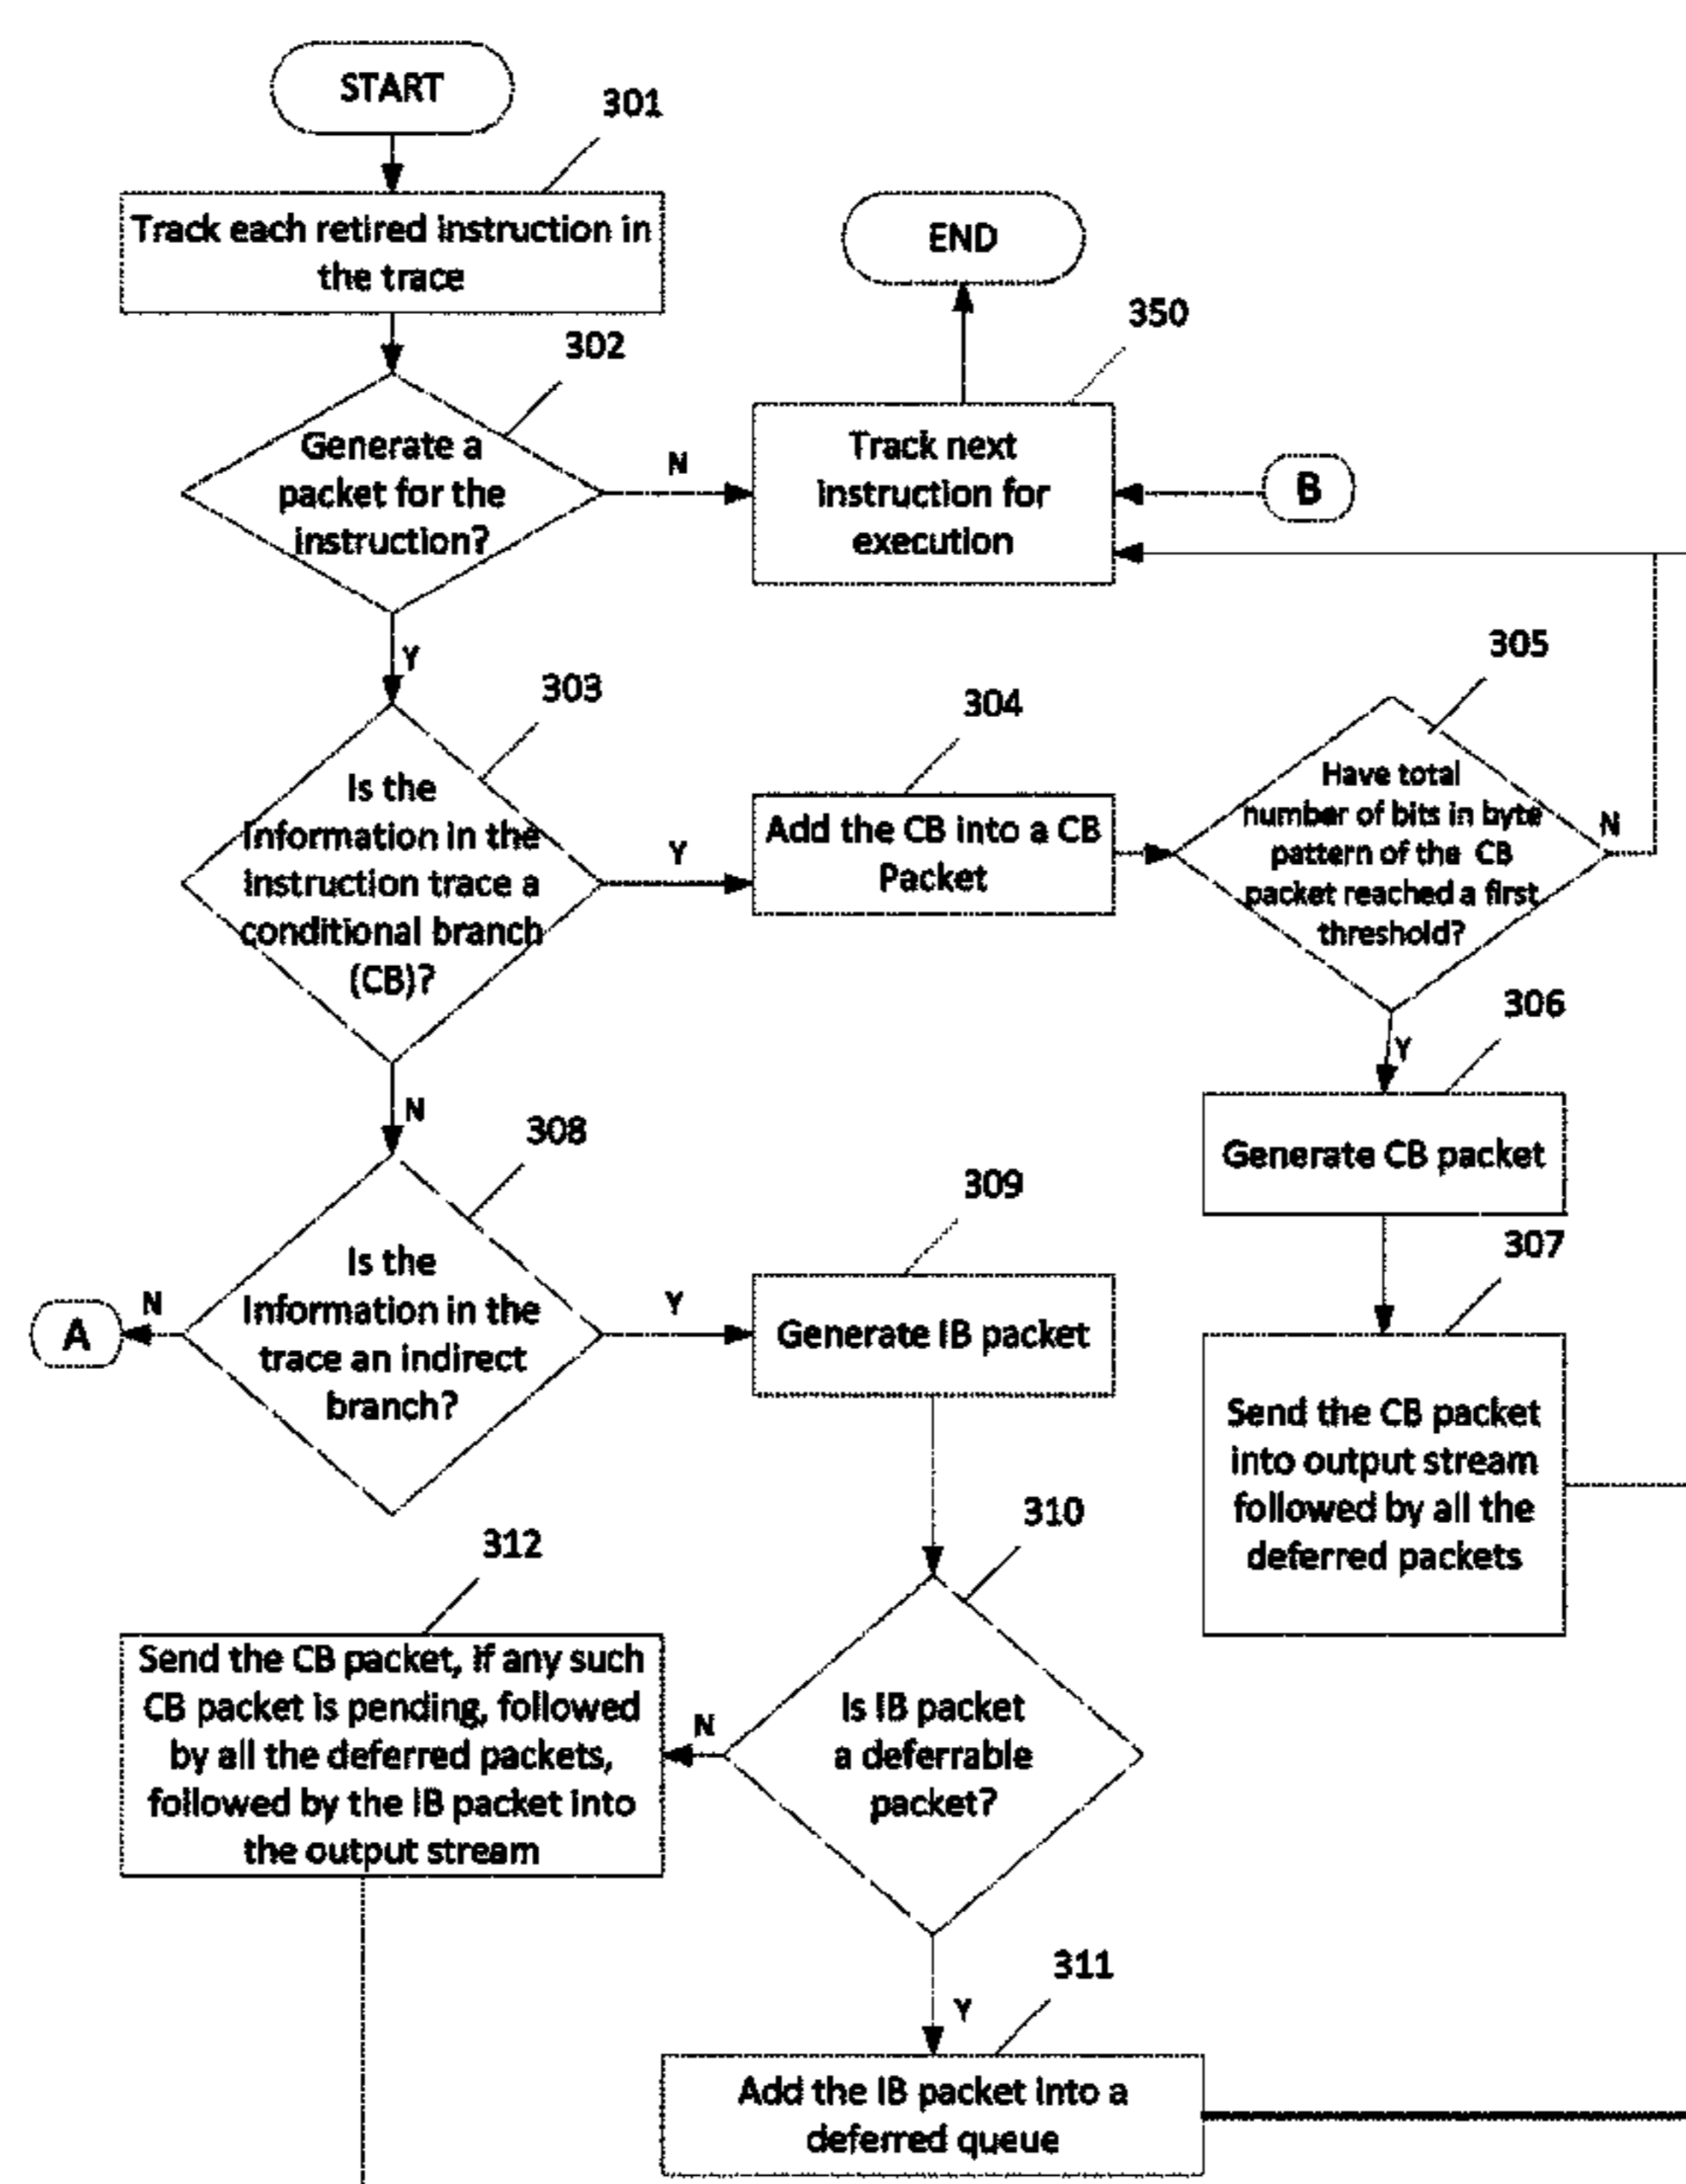 START
301
Track each retired instruction in
the trace
END
350
302
Generate a
packet for the
instruction?
N
Track next
instruction for
execution
B
Y
303
Is the
Information in the
instruction trace a
conditional branch
(CB)?
Y
304
Add the CB into a CB
Packet
305
Have total
number of bits in byte
pattern of the CB
packet reached a first
threshold?
N
Y
306
Generate CB packet
307
Send the CB packet
into output stream
followed by all the
deferred packets
N
308
Is the
Information in the
trace an indirect
branch?
N
A
Y
309
Generate IB packet
310
Is IB packet
a deferrable
packet?
N
312
Send the CB packet, if any such
CB packet is pending, followed
by all the deferred packets,
followed by the IB packet into
the output stream
Y
311
Add the IB packet into a
deferred queue